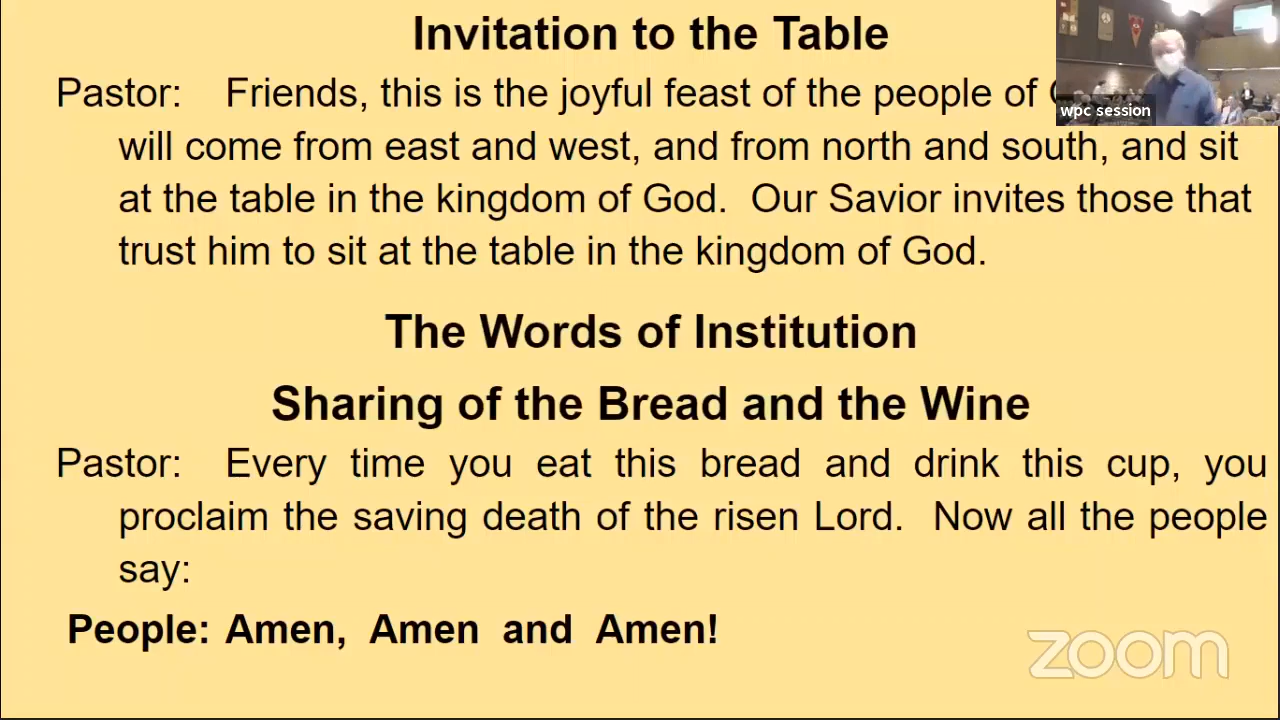 Invitation to the Table
Pastor: Friends, this is the joyful feast of the people of
will come from east and west, and from north and south, and sit
at the table in the kingdom of God. Our Savior invites those that
trust him to sit at the table in the kingdom of God.
The Words of Institution
Sharing of the Bread and the Wine
Pastor: Every time you eat this bread and drink this cup, you
proclaim the saving death of the risen Lord. Now all the people
say:
People: Amen, Amen and Amen!
wpc session
zoom